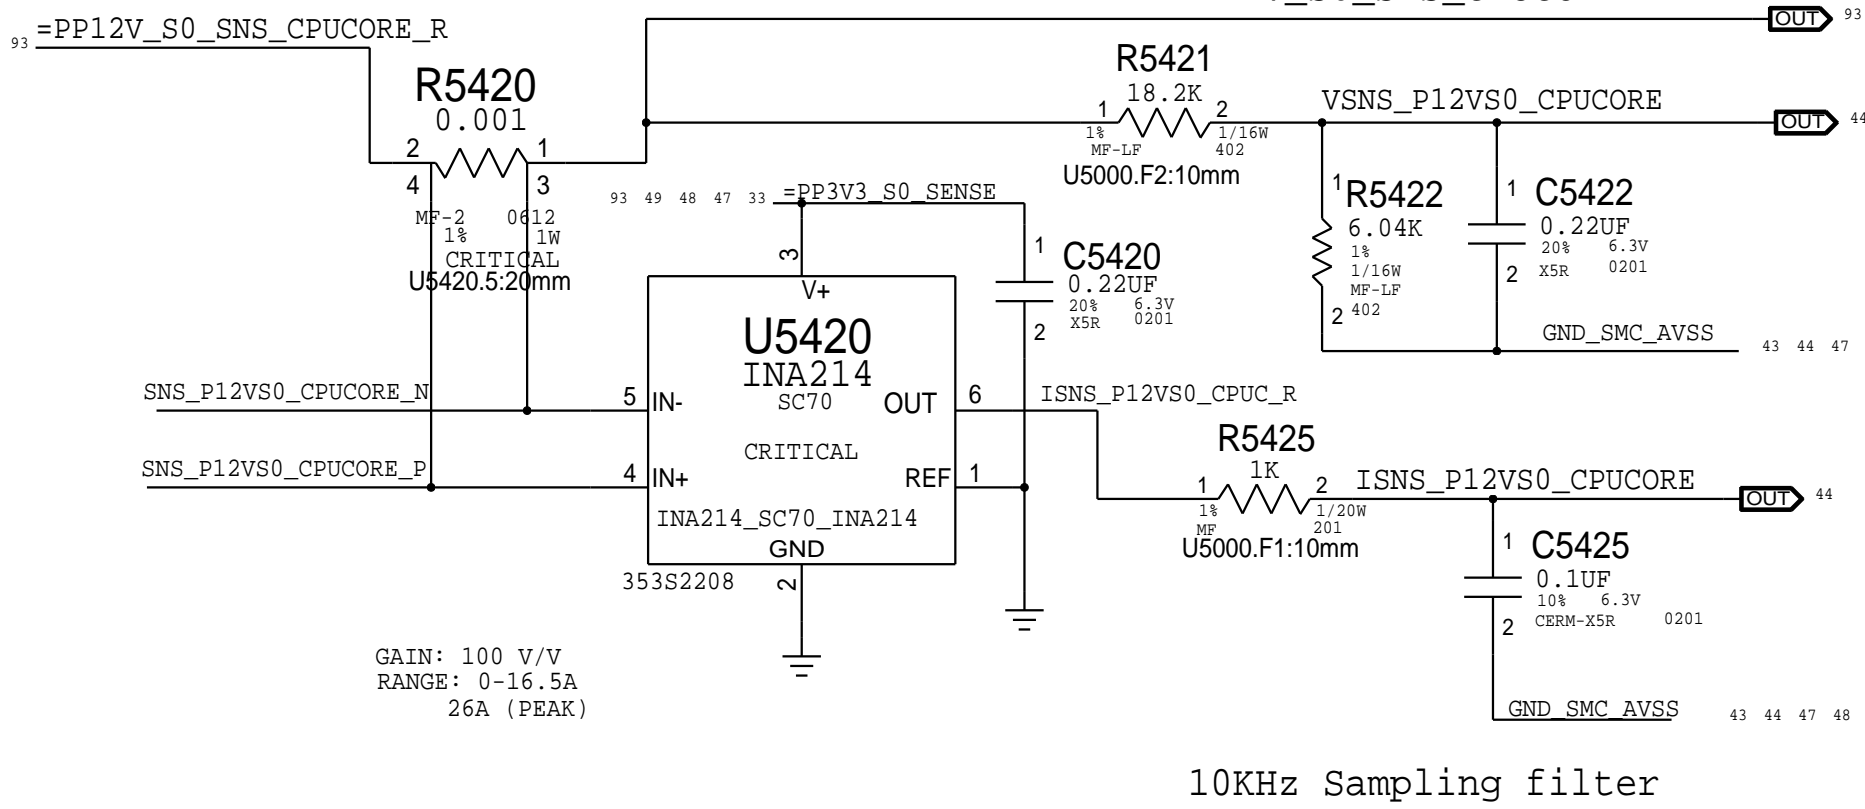 93 =PP12V_S0_SNS_CPUCORE_R
OUT 93
R5420
0.001
2 1
4 3
MF-2 0612
1% 1W
CRITICAL
U5420.5:20mm
R5421
18.2K
1 2
1% 1/16W
MF-LF 402
U5000.F2:10mm
VSNS_P12VS0_CPUCORE
OUT 44
93 49 48 47 33 =PP3V3_S0_SENSE
1
R5422
6.04K
1%
1/16W
MF-LF
2 402
1 C5422
0.22UF
20% 6.3V
X5R 0201
2
GND_SMC_AVSS 43 44 47
1 C5420
0.22UF
20% 6.3V
X5R 0201
2
3
V+
U5420
INA214
SC70
CRITICAL
SNS_P12VS0_CPUCORE_N 5 IN-
OUT 6 ISNS_P12VS0_CPUC_R
SNS_P12VS0_CPUCORE_P 4 IN+
REF 1
INA214_SC70_INA214
GND
353S2208 2
R5425
1K
1 2
1% 1/20W
MF 201
U5000.F1:10mm
ISNS_P12VS0_CPUCORE
OUT 44
1 C5425
0.1UF
10% 6.3V
CERM-X5R 0201
2
GND_SMC_AVSS 43 44 47 48
GAIN: 100 V/V
RANGE: 0-16.5A
26A (PEAK)
10KHz Sampling filter